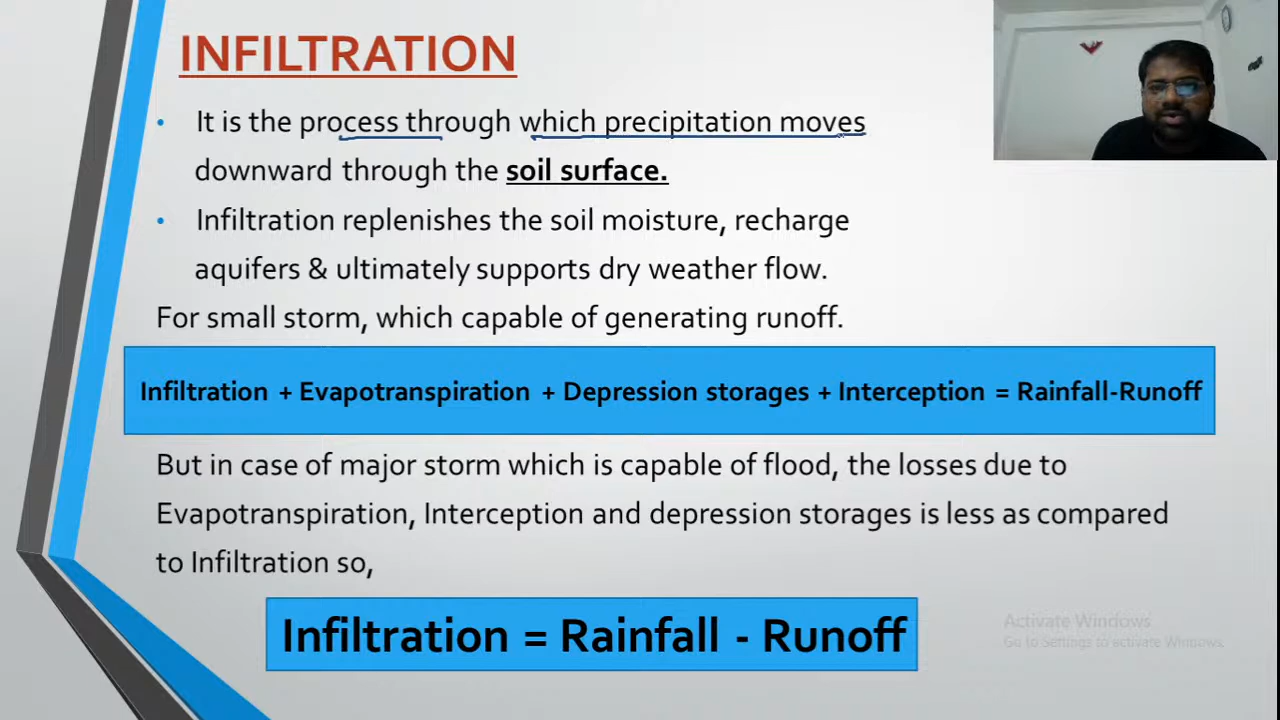 INFILTRATION
• It is the process through which precipitation moves
downward through the soil surface.
• Infiltration replenishes the soil moisture, recharge
aquifers & ultimately supports dry weather flow.
For small storm, which capable of generating runoff.
Infiltration + Evapotranspiration + Depression storages + Interception = Rainfall-Runoff
But in case of major storm which is capable of flood, the losses due to
Evapotranspiration, Interception and depression storages is less as compared
to Infiltration so,
Infiltration = Rainfall - Runoff
Activate Windows
Go to Settings to activate Windows.